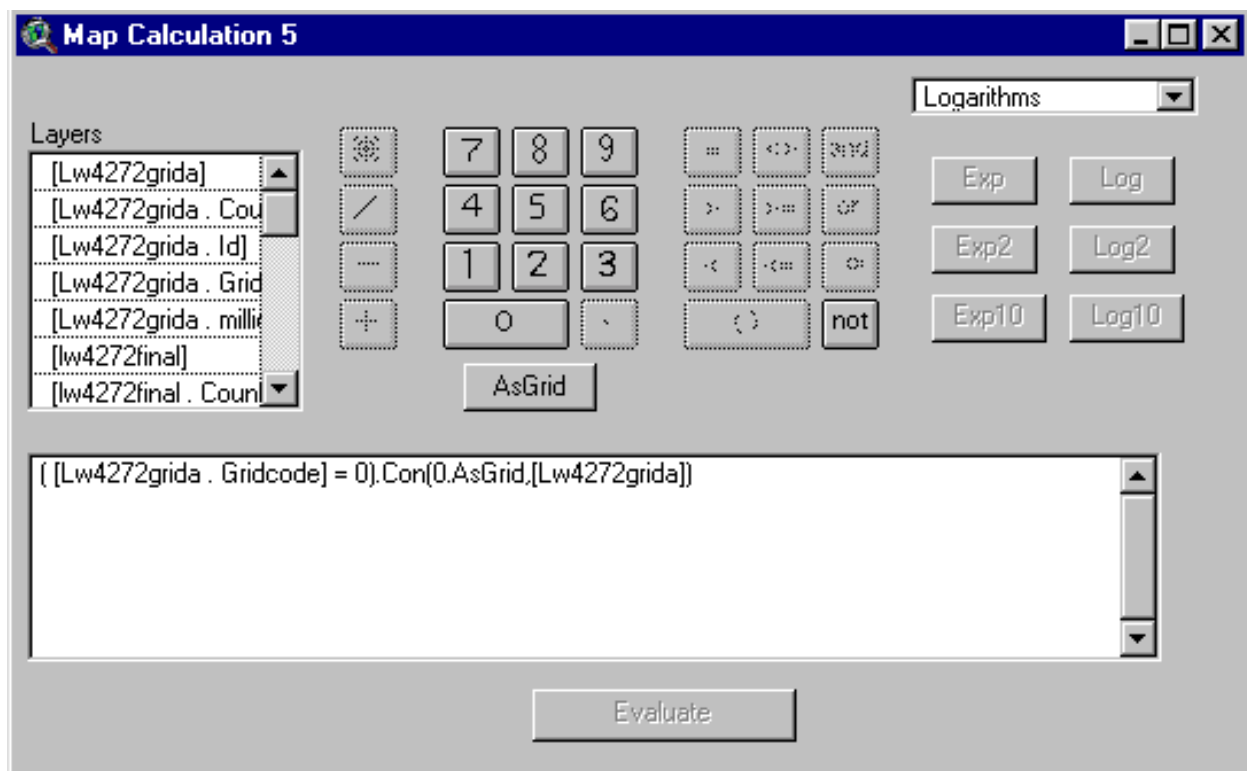 Map Calculation 5
Logarithms
Layers
[Lw4272grida]
[Lw4272grida . Cou
[Lw4272grida . Id]
[Lw4272grida . Grid
[Lw4272grida . milli
[lw4272final]
[lw4272final . Coun
7 8 9
4 5 6
1 2 3
0
/
( )
not
AsGrid
Exp Log
Exp2 Log2
Exp10 Log10
( [Lw4272grida . Gridcode] = 0).Con(0.AsGrid,[Lw4272grida])
Evaluate